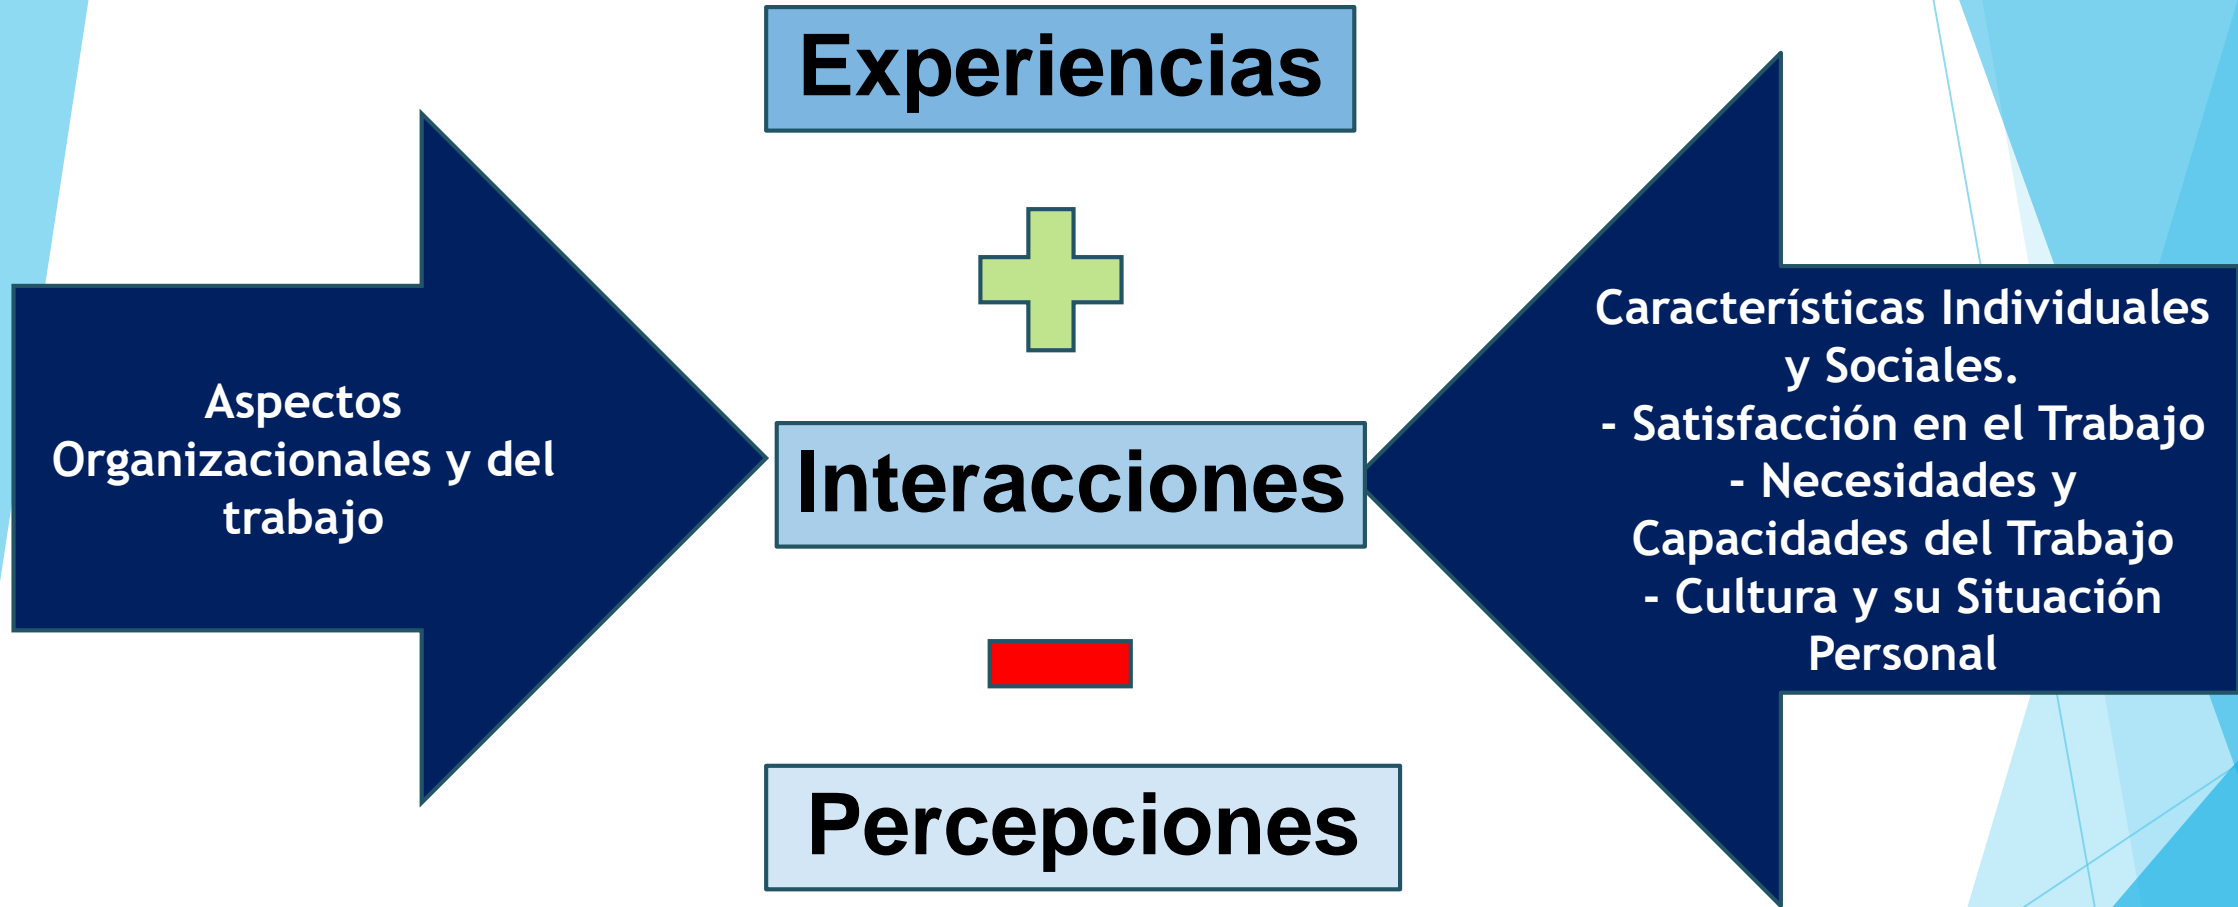 Experiencias
Aspectos
Organizacionales y del
trabajo
Interacciones
Percepciones
Características Individuales
y Sociales.
- Satisfacción en el Trabajo
- Necesidades y
Capacidades del Trabajo
- Cultura y su Situación
Personal